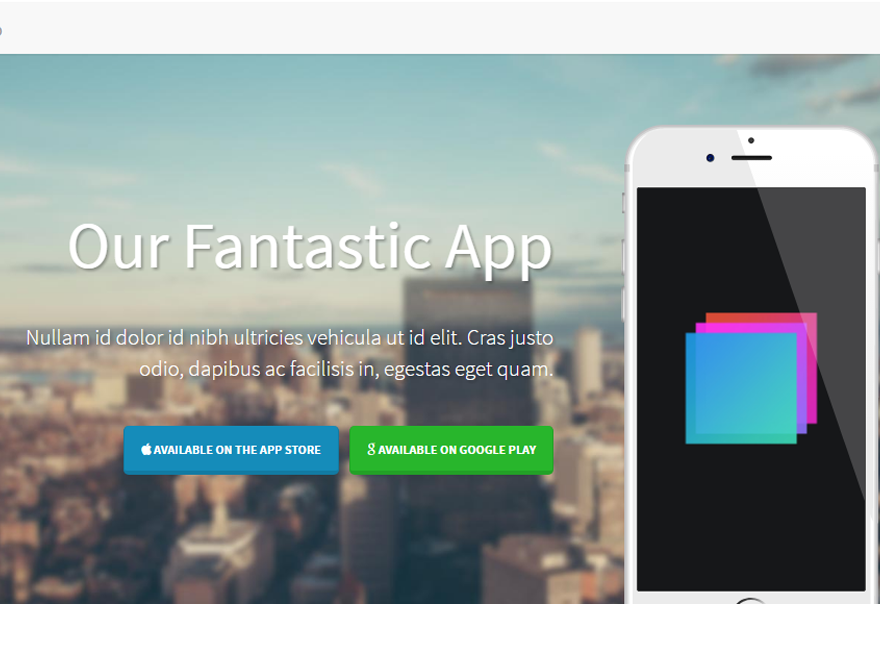 Our Fantastic App
Nullam id dolor id nibh ultricies vehicula ut id elit. Cras justo
odio, dapibus ac facilisis in, egestas eget quam.
AVAILABLE ON THE APP STORE
AVAILABLE ON GOOGLE PLAY